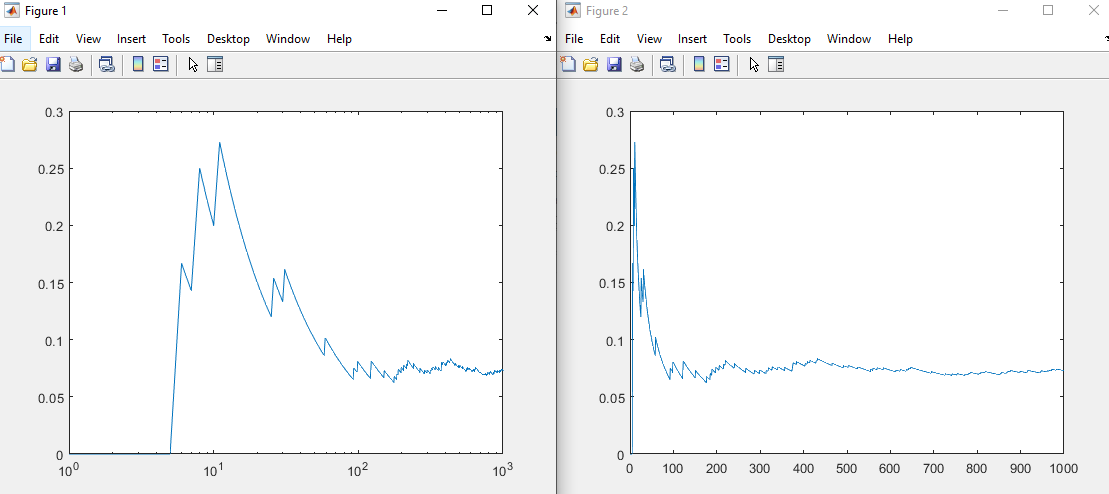 Figure 1
File Edit View Insert Tools Desktop Window Help
0.3
0.25
0.2
0.15
0.1
0.05
0
10^0 10^1 10^2 10^3
Figure 2
File Edit View Insert Tools Desktop Window Help
0.3
0.25
0.2
0.15
0.1
0.05
0
0 100 200 300 400 500 600 700 800 900 1000